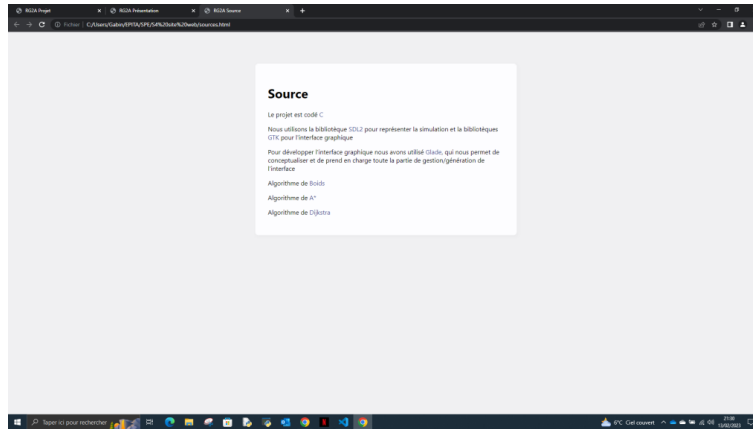 RG2A Projet
RG2A Présentation
RG2A Source
Fichier
C:/Users/Gabin/EPITA/SPE/S4%20site%20web/sources.html
Source
Le projet est codé C
Nous utilisons la bibliotèque SDL2 pour représenter la simulation et la bibliotèques
GTK pour l'interface graphique
Pour développer l'interface graphique nous avons utilisé Glade, qui nous permet de
conceptualiser et de prend en charge toute la partie de gestion/génération de
l'interface
Algorithme de Boids
Algorithme de A*
Algorithme de Dijkstra
Taper ici pour rechercher
6°C Ciel couvert
21:00
13/02/2023